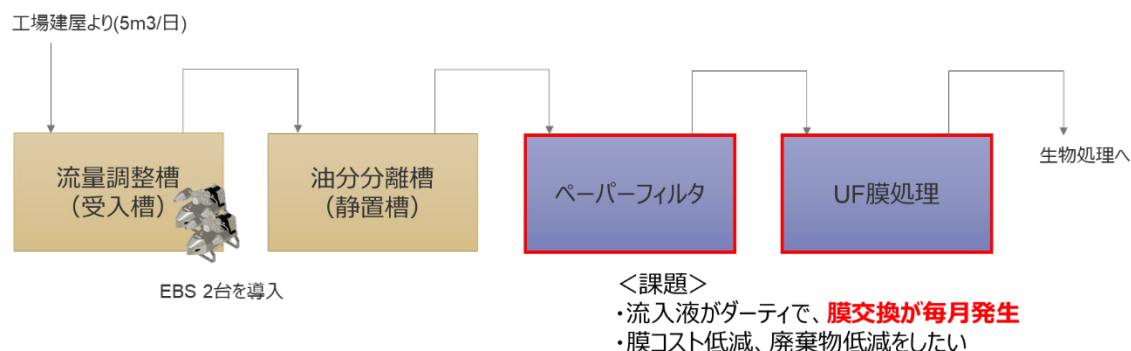 工場建屋より(5m3/日)
流量調整槽
（受入槽）
油分分離槽
（静置槽）
ペーパーフィルタ
UF膜処理
生物処理へ
EBS 2台を導入
＜課題＞
・流入液がダーティで、膜交換が毎月発生
・膜コスト低減、廃棄物低減をしたい